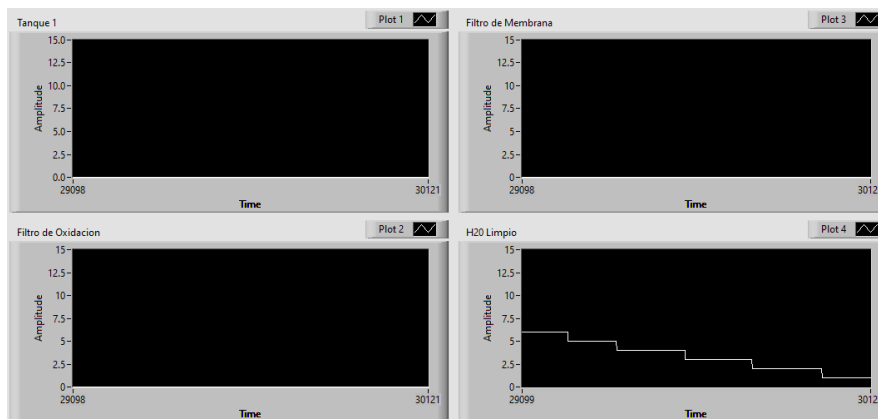 Tanque 1
Plot 1
15.0
12.5
10.0
7.5
5.0
2.5
0.0
Amplitude
29098
30121
Time
Filtro de Membrana
Plot 3
15
12.5
10
7.5
5
2.5
0
Amplitude
29098
3012
Time
Filtro de Oxidacion
Plot 2
15
12.5
10
7.5
5
2.5
0
Amplitude
29098
30121
Time
H20 Limpio
Plot 4
15
12.5
10
7.5
5
2.5
0
Amplitude
29099
3012
Time